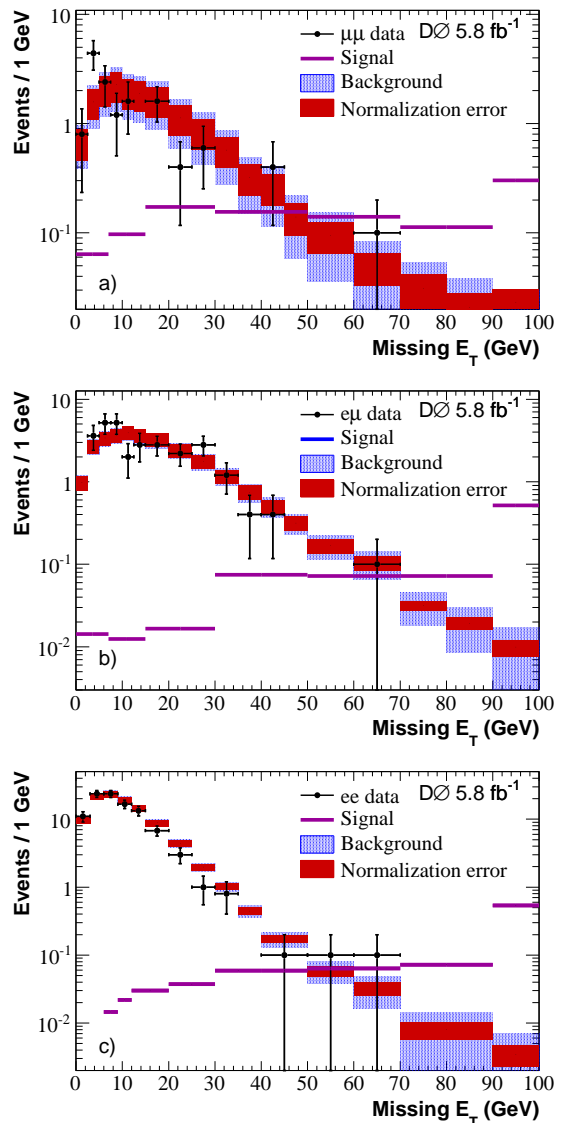 Events / 1 GeV
μμ data
DØ 5.8 fb-1
Signal
Background
Normalization error
10
1
10-1
a)
0 10 20 30 40 50 60 70 80 90 100
Missing ET (GeV)
Events / 1 GeV
eμ data
DØ 5.8 fb-1
Signal
Background
Normalization error
10
1
10-1
10-2
b)
0 10 20 30 40 50 60 70 80 90 100
Missing ET (GeV)
Events / 1 GeV
ee data
DØ 5.8 fb-1
Signal
Background
Normalization error
10
1
10-1
10-2
c)
0 10 20 30 40 50 60 70 80 90 100
Missing ET (GeV)